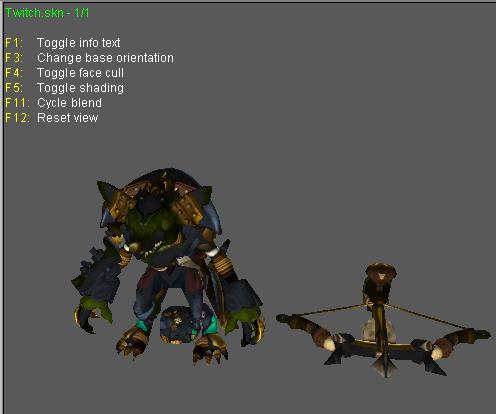 Twitch.skn - 1/1
F1: Toggle info text
F3: Change base orientation
F4: Toggle face cull
F5: Toggle shading
F11: Cycle blend
F12: Reset view